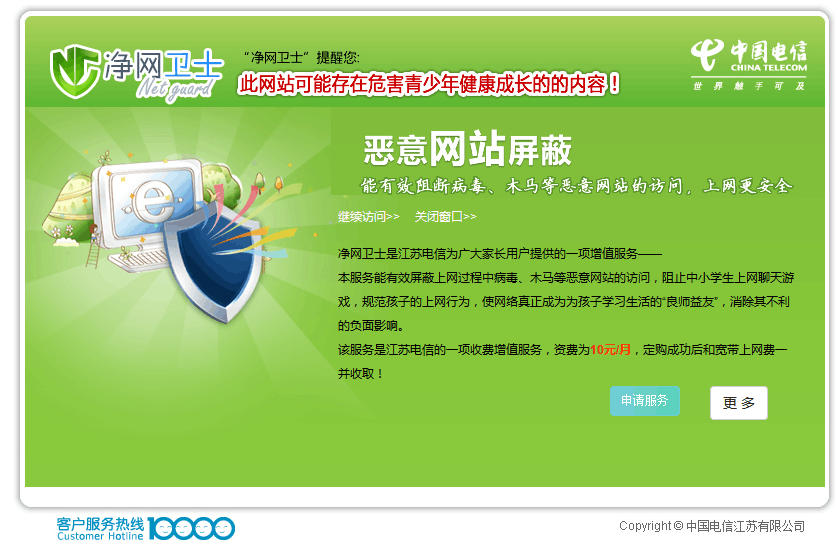 净网卫士
Net guard
“净网卫士”提醒您:
此网站可能存在危害青少年健康成长的的内容！
中国电信
CHINA TELECOM
世界触手可及
恶意网站屏蔽
能有效阻断病毒、木马等恶意网站的访问，上网更安全
继续访问>> 关闭窗口>>
净网卫士是江苏电信为广大家长用户提供的一项增值服务——
本服务能有效屏蔽上网过程中病毒、木马等恶意网站的访问，阻止中小学生上网聊天游
戏，规范孩子的上网行为，使网络真正成为为孩子学习生活的“良师益友”，消除其不利
的负面影响。
该服务是江苏电信的一项收费增值服务，资费为10元/月，定购成功后和宽带上网费一
并收取！
申请服务 更 多
客户服务热线 10000
Customer Hotline
Copyright © 中国电信江苏有限公司